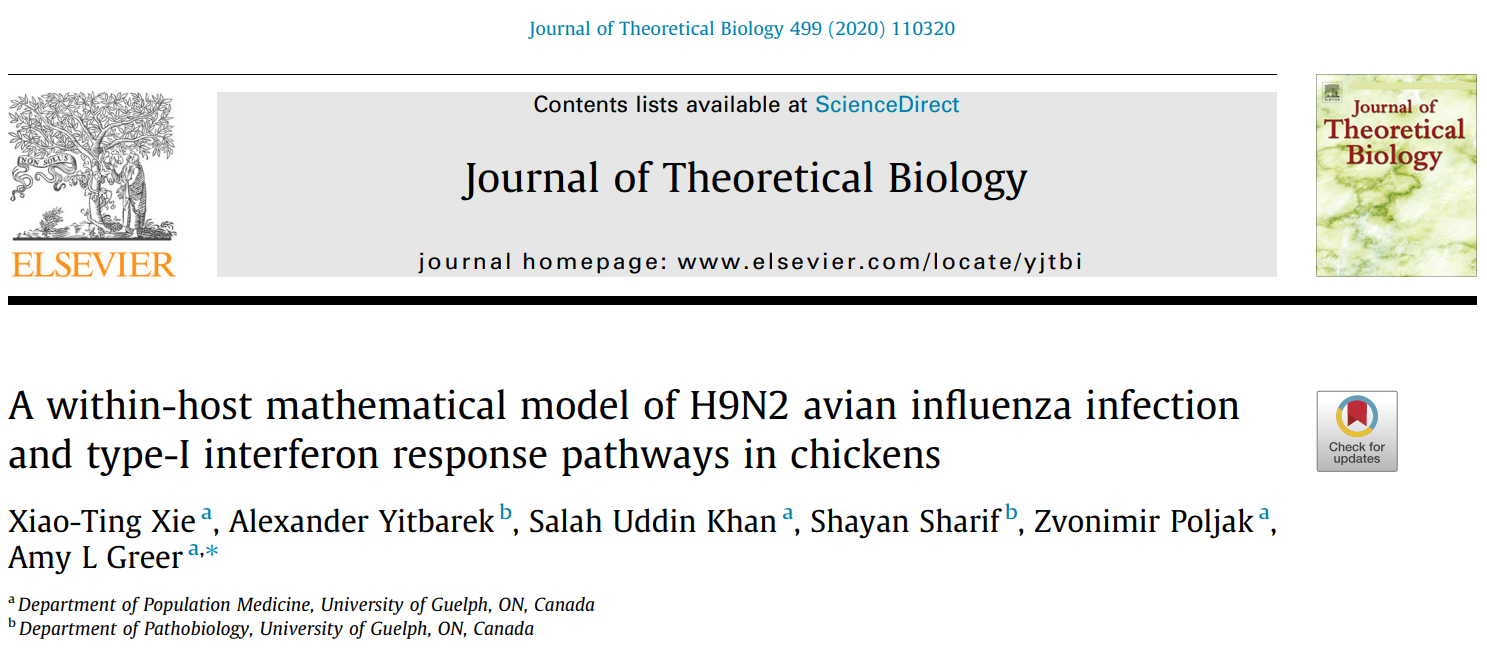 Journal of Theoretical Biology 499 (2020) 110320
Contents lists available at ScienceDirect
Journal of Theoretical Biology
journal homepage: www.elsevier.com/locate/yjtbi
NON SOLUS
ELSEVIER
ELSEVIER
Journal of
Theoretical
Biology
A within-host mathematical model of H9N2 avian influenza infection
and type-I interferon response pathways in chickens
Check for
updates
Xiao-Ting Xie a, Alexander Yitbarek b, Salah Uddin Khan a, Shayan Sharif b, Zvonimir Poljak a,
Amy L Greer a,*
a Department of Population Medicine, University of Guelph, ON, Canada
b Department of Pathobiology, University of Guelph, ON, Canada